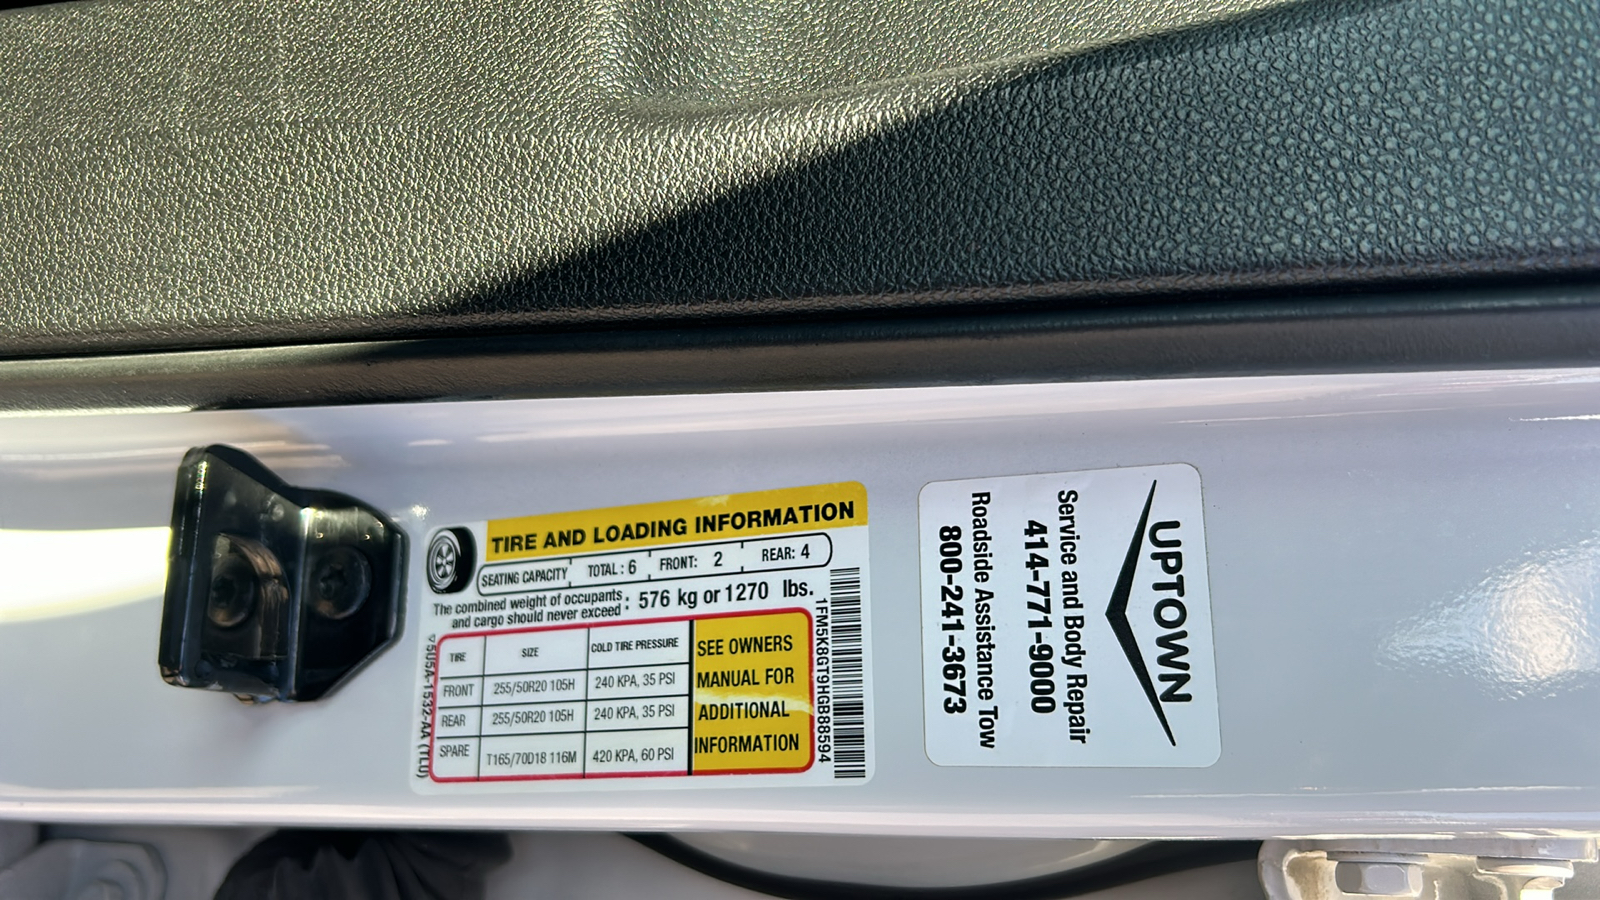 TIRE AND LOADING INFORMATION
SEATING CAPACITY TOTAL: 6 FRONT: 2 REAR: 4
The combined weight of occupants
and cargo should never exceed : 576 kg or 1270 lbs.
TIRE SIZE COLD TIRE PRESSURE
FRONT 255/50R20 105H 240 KPA, 35 PSI
REAR 255/50R20 105H 240 KPA, 35 PSI
SPARE T165/70D18 116M 420 KPA, 60 PSI
SEE OWNERS
MANUAL FOR
ADDITIONAL
INFORMATION
1FM5K8GT9HGB88594
UPTOWN
Service and Body Repair
414-771-9000
Roadside Assistance Tow
800-241-3673